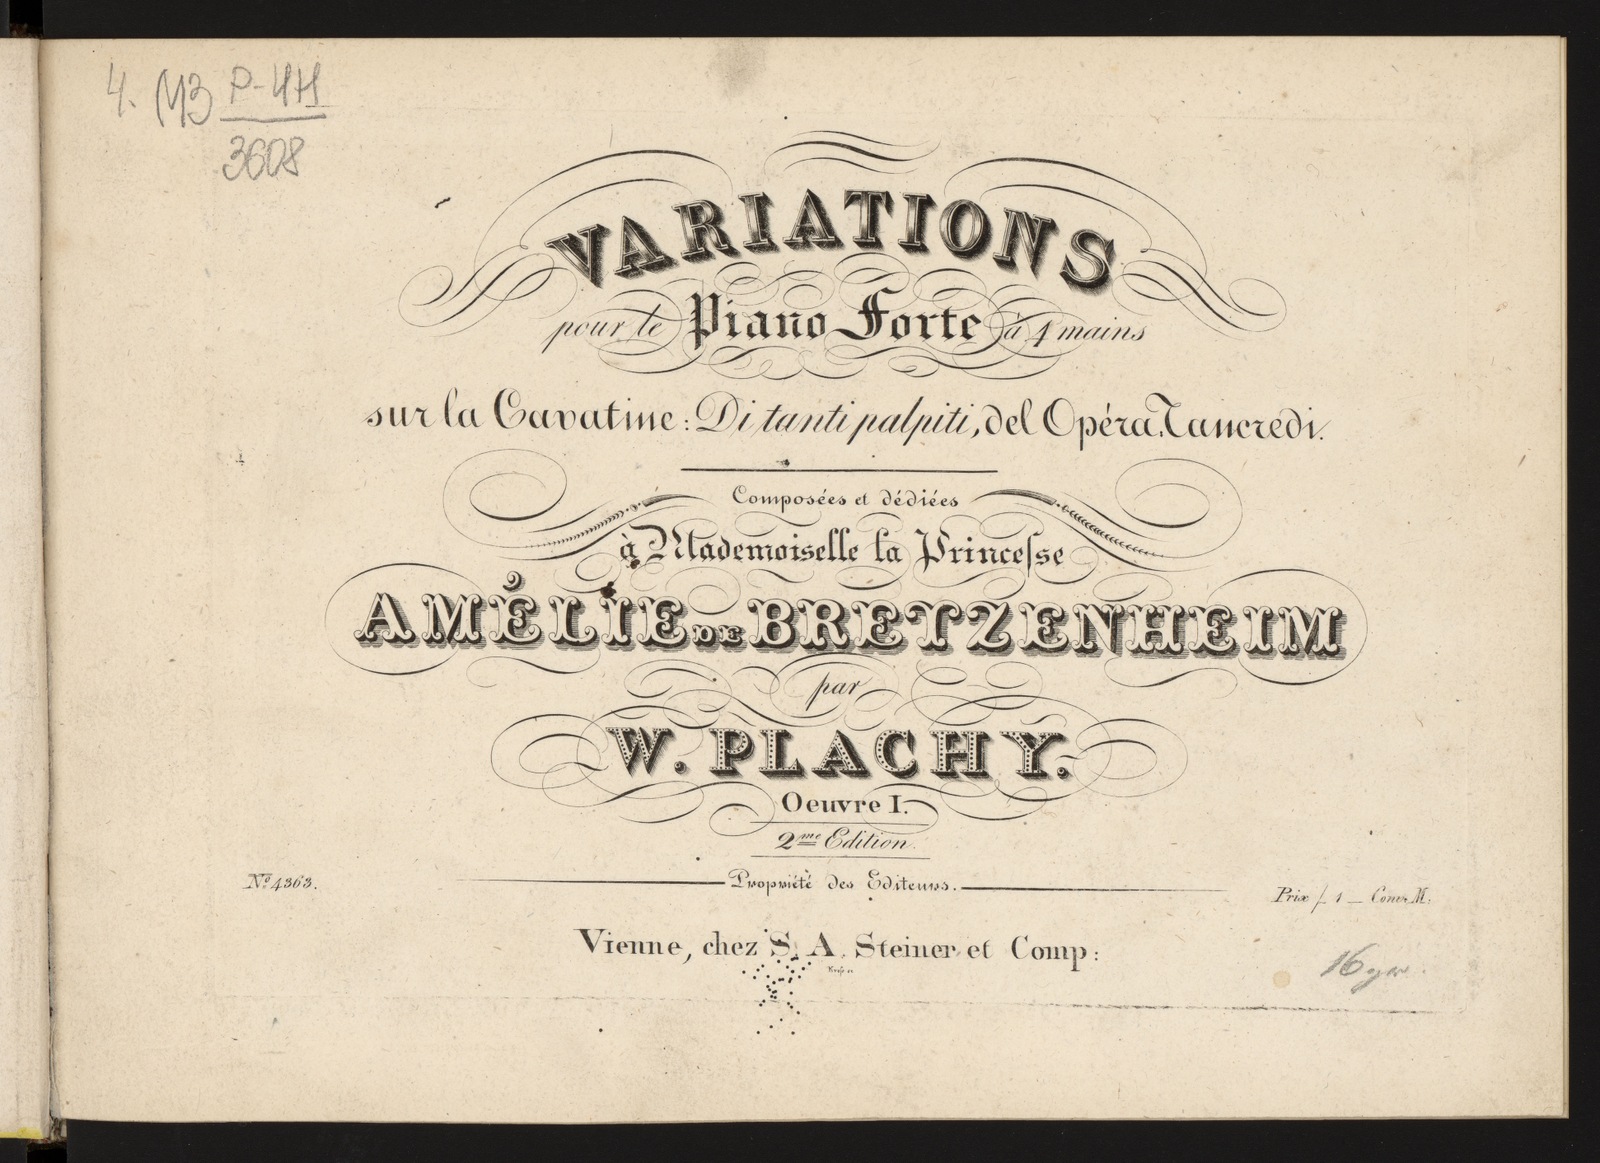 4. M3 P-4H
3608
VARIATIONS
pour le Piano Forte à 4 mains
sur la Cavatine: Di tanti palpiti, del Opéra, Tancredi.
Composées et dédiées
à Mademoiselle la Princeſse
AMÉLIE DE BRETZENHEIM
par
W. PLACHY.
Oeuvre I.
2me Edition.
No. 4363.
Propriété des Editeurs.
Prix f. 1 — Conv. M.
Vienne, chez S. A. Steiner et Comp:
16